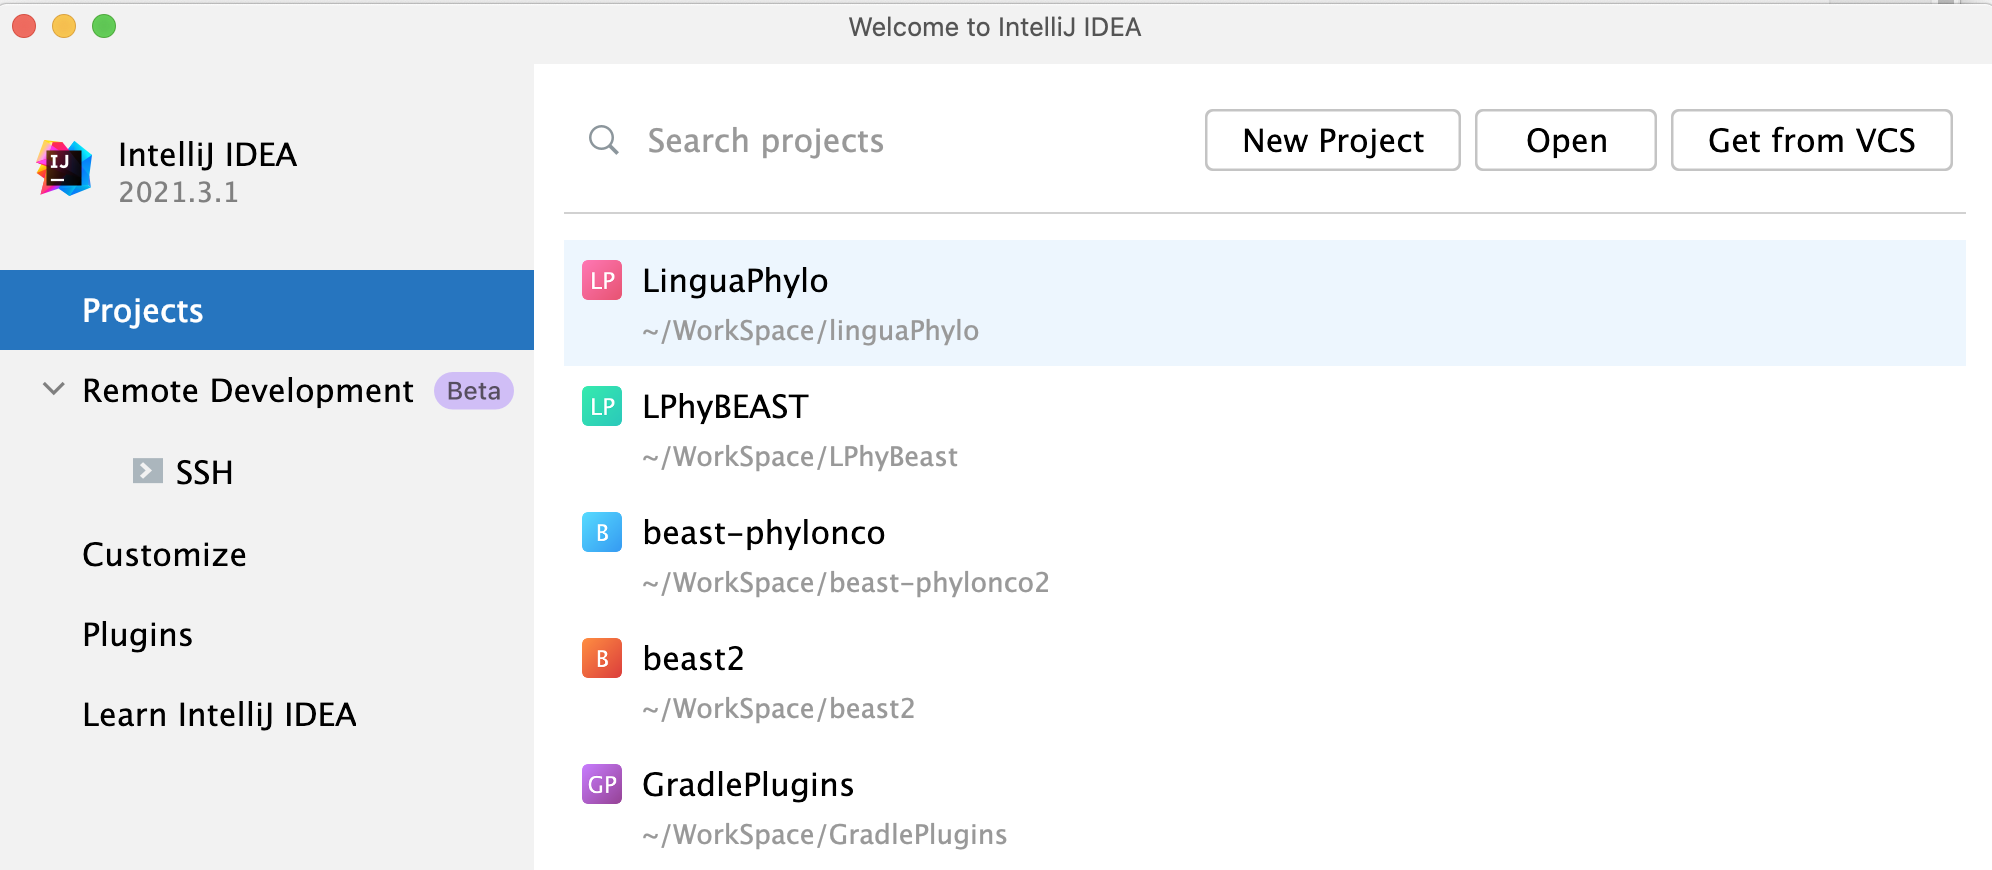 Welcome to IntelliJ IDEA
IJ
IntelliJ IDEA
2021.3.1
Projects
Remote Development Beta
SSH
Customize
Plugins
Learn IntelliJ IDEA
Search projects
New Project
Open
Get from VCS
LP LinguaPhylo
~/WorkSpace/linguaPhylo
LP LPhyBEAST
~/WorkSpace/LPhyBeast
B beast-phylonco
~/WorkSpace/beast-phylonco2
B beast2
~/WorkSpace/beast2
GP GradlePlugins
~/WorkSpace/GradlePlugins